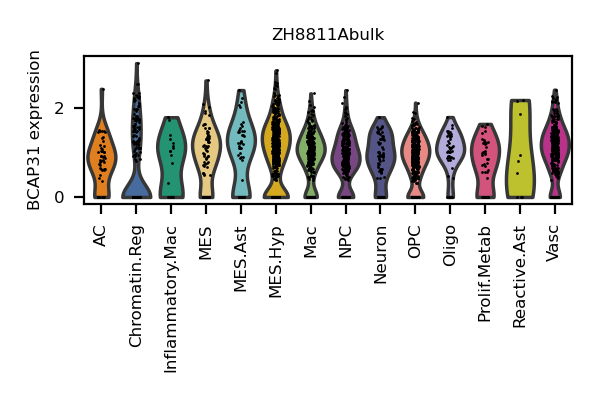 ZH8811Abulk
BCAP31 expression
2
0
AC
Chromatin.Reg
Inflammatory.Mac
MES
MES.Ast
MES.Hyp
Mac
NPC
Neuron
OPC
Oligo
Prolif.Metab
Reactive.Ast
Vasc